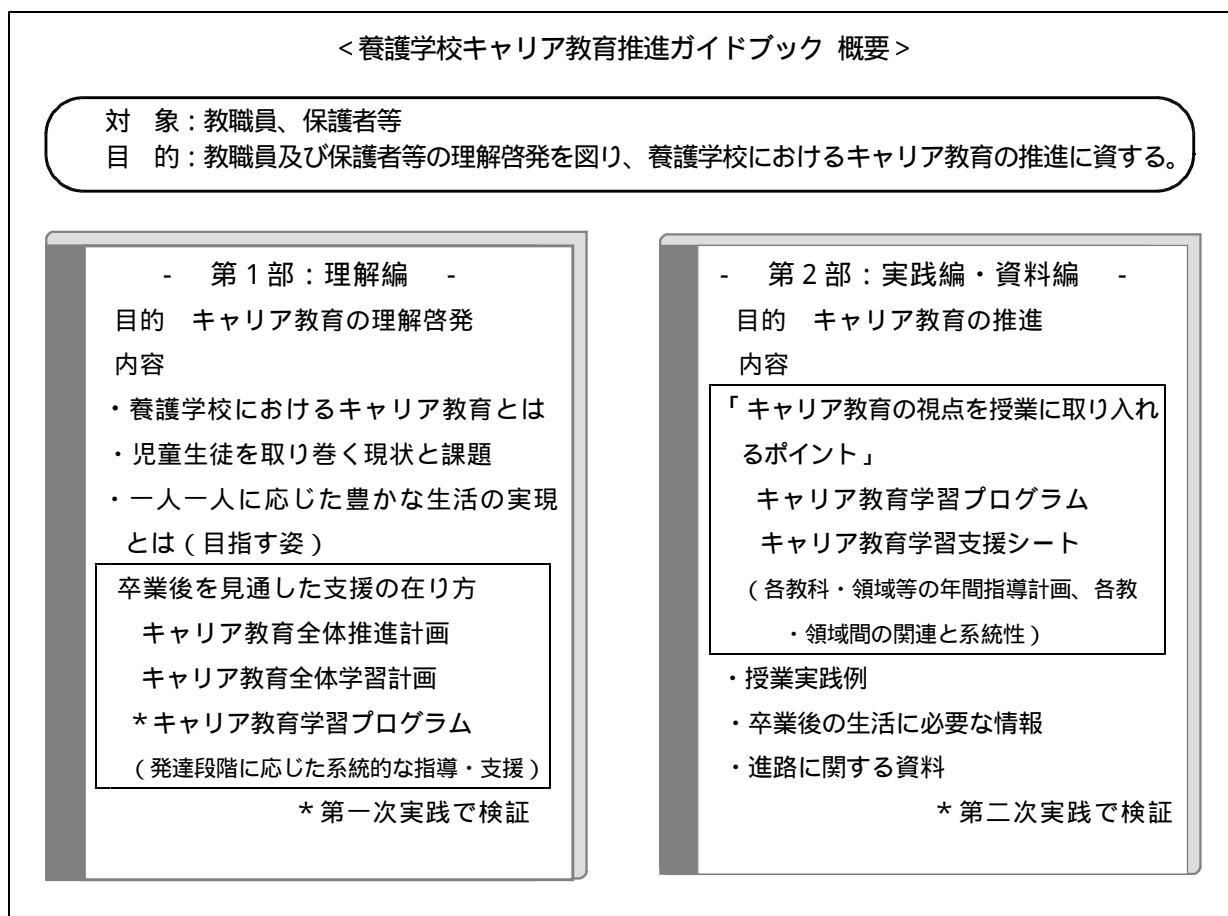 <養護学校キャリア教育推進ガイドブック 概要>
対　象：教職員、保護者等
目　的：教職員及び保護者等の理解啓発を図り、養護学校におけるキャリア教育の推進に資する。
-　第1部：理解編　-
目的　キャリア教育の理解啓発
内容
・養護学校におけるキャリア教育とは
・児童生徒を取り巻く現状と課題
・一人一人に応じた豊かな生活の実現
とは（目指す姿）
卒業後を見通した支援の在り方
キャリア教育全体推進計画
キャリア教育全体学習計画
*キャリア教育学習プログラム
（発達段階に応じた系統的な指導・支援）
*第一次実践で検証
-　第2部：実践編・資料編　-
目的　キャリア教育の推進
内容
「キャリア教育の視点を授業に取り入れ
るポイント」
キャリア教育学習プログラム
キャリア教育学習支援シート
（各教科・領域等の年間指導計画、各教
・領域間の関連と系統性）
・授業実践例
・卒業後の生活に必要な情報
・進路に関する資料
*第二次実践で検証